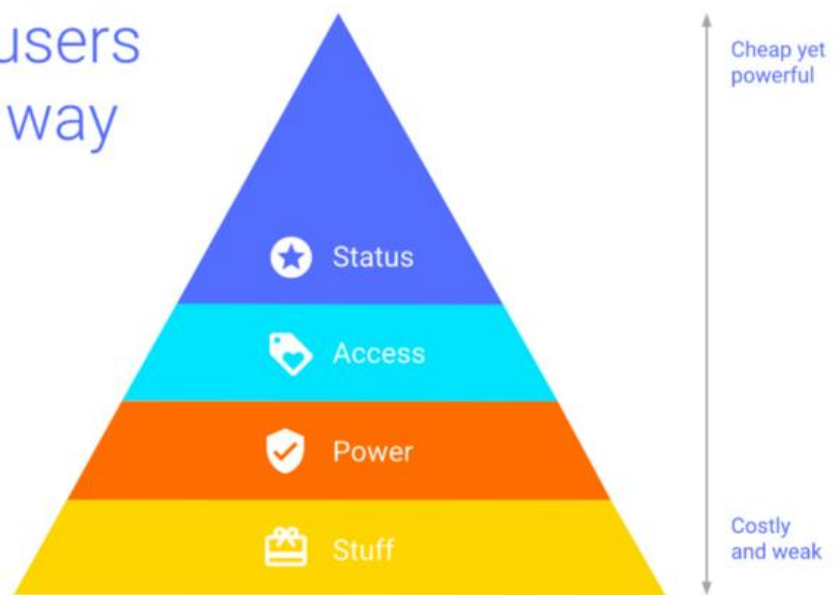 users
way
Cheap yet
powerful
Status
Access
Power
Stuff
Costly
and weak